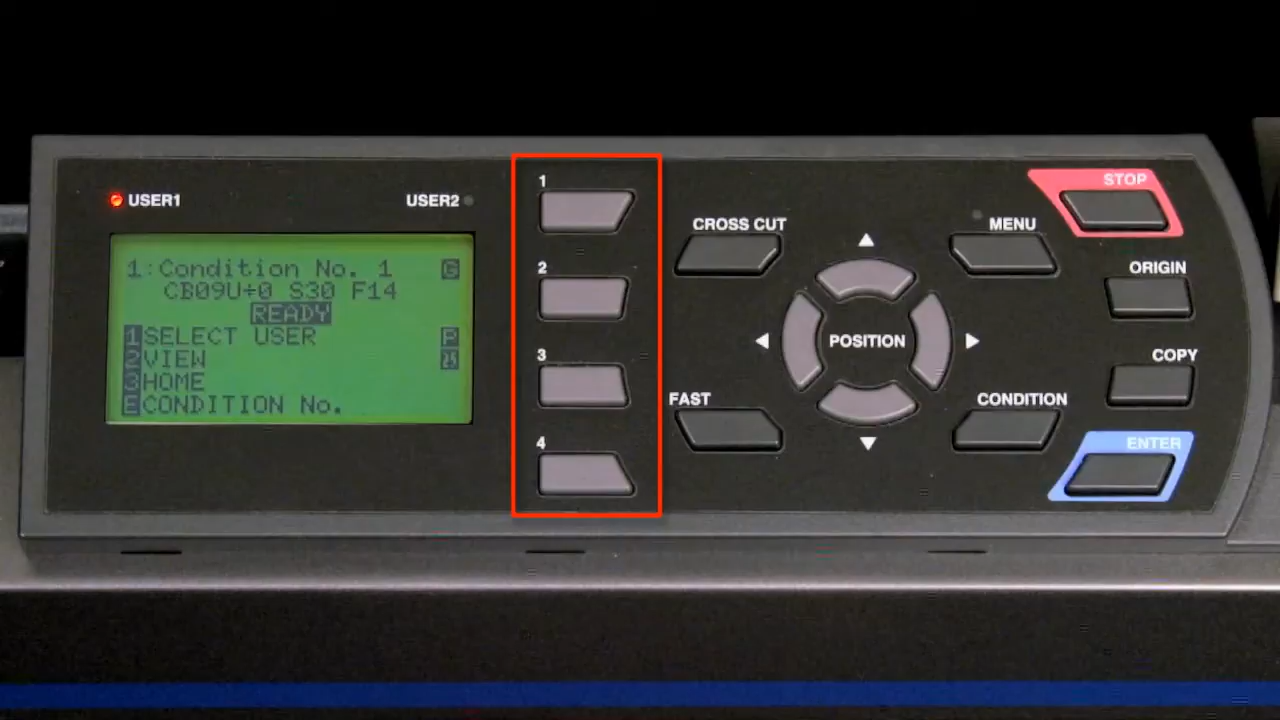 USER1
USER2
1:Condition No. 1 G
CB09U+0 S30 F14
READY
1SELECT USER P
2VIEW
3HOME
ECONDITION No.
1
2
3
4
CROSS CUT
MENU
STOP
ORIGIN
POSITION
COPY
FAST
CONDITION
ENTER